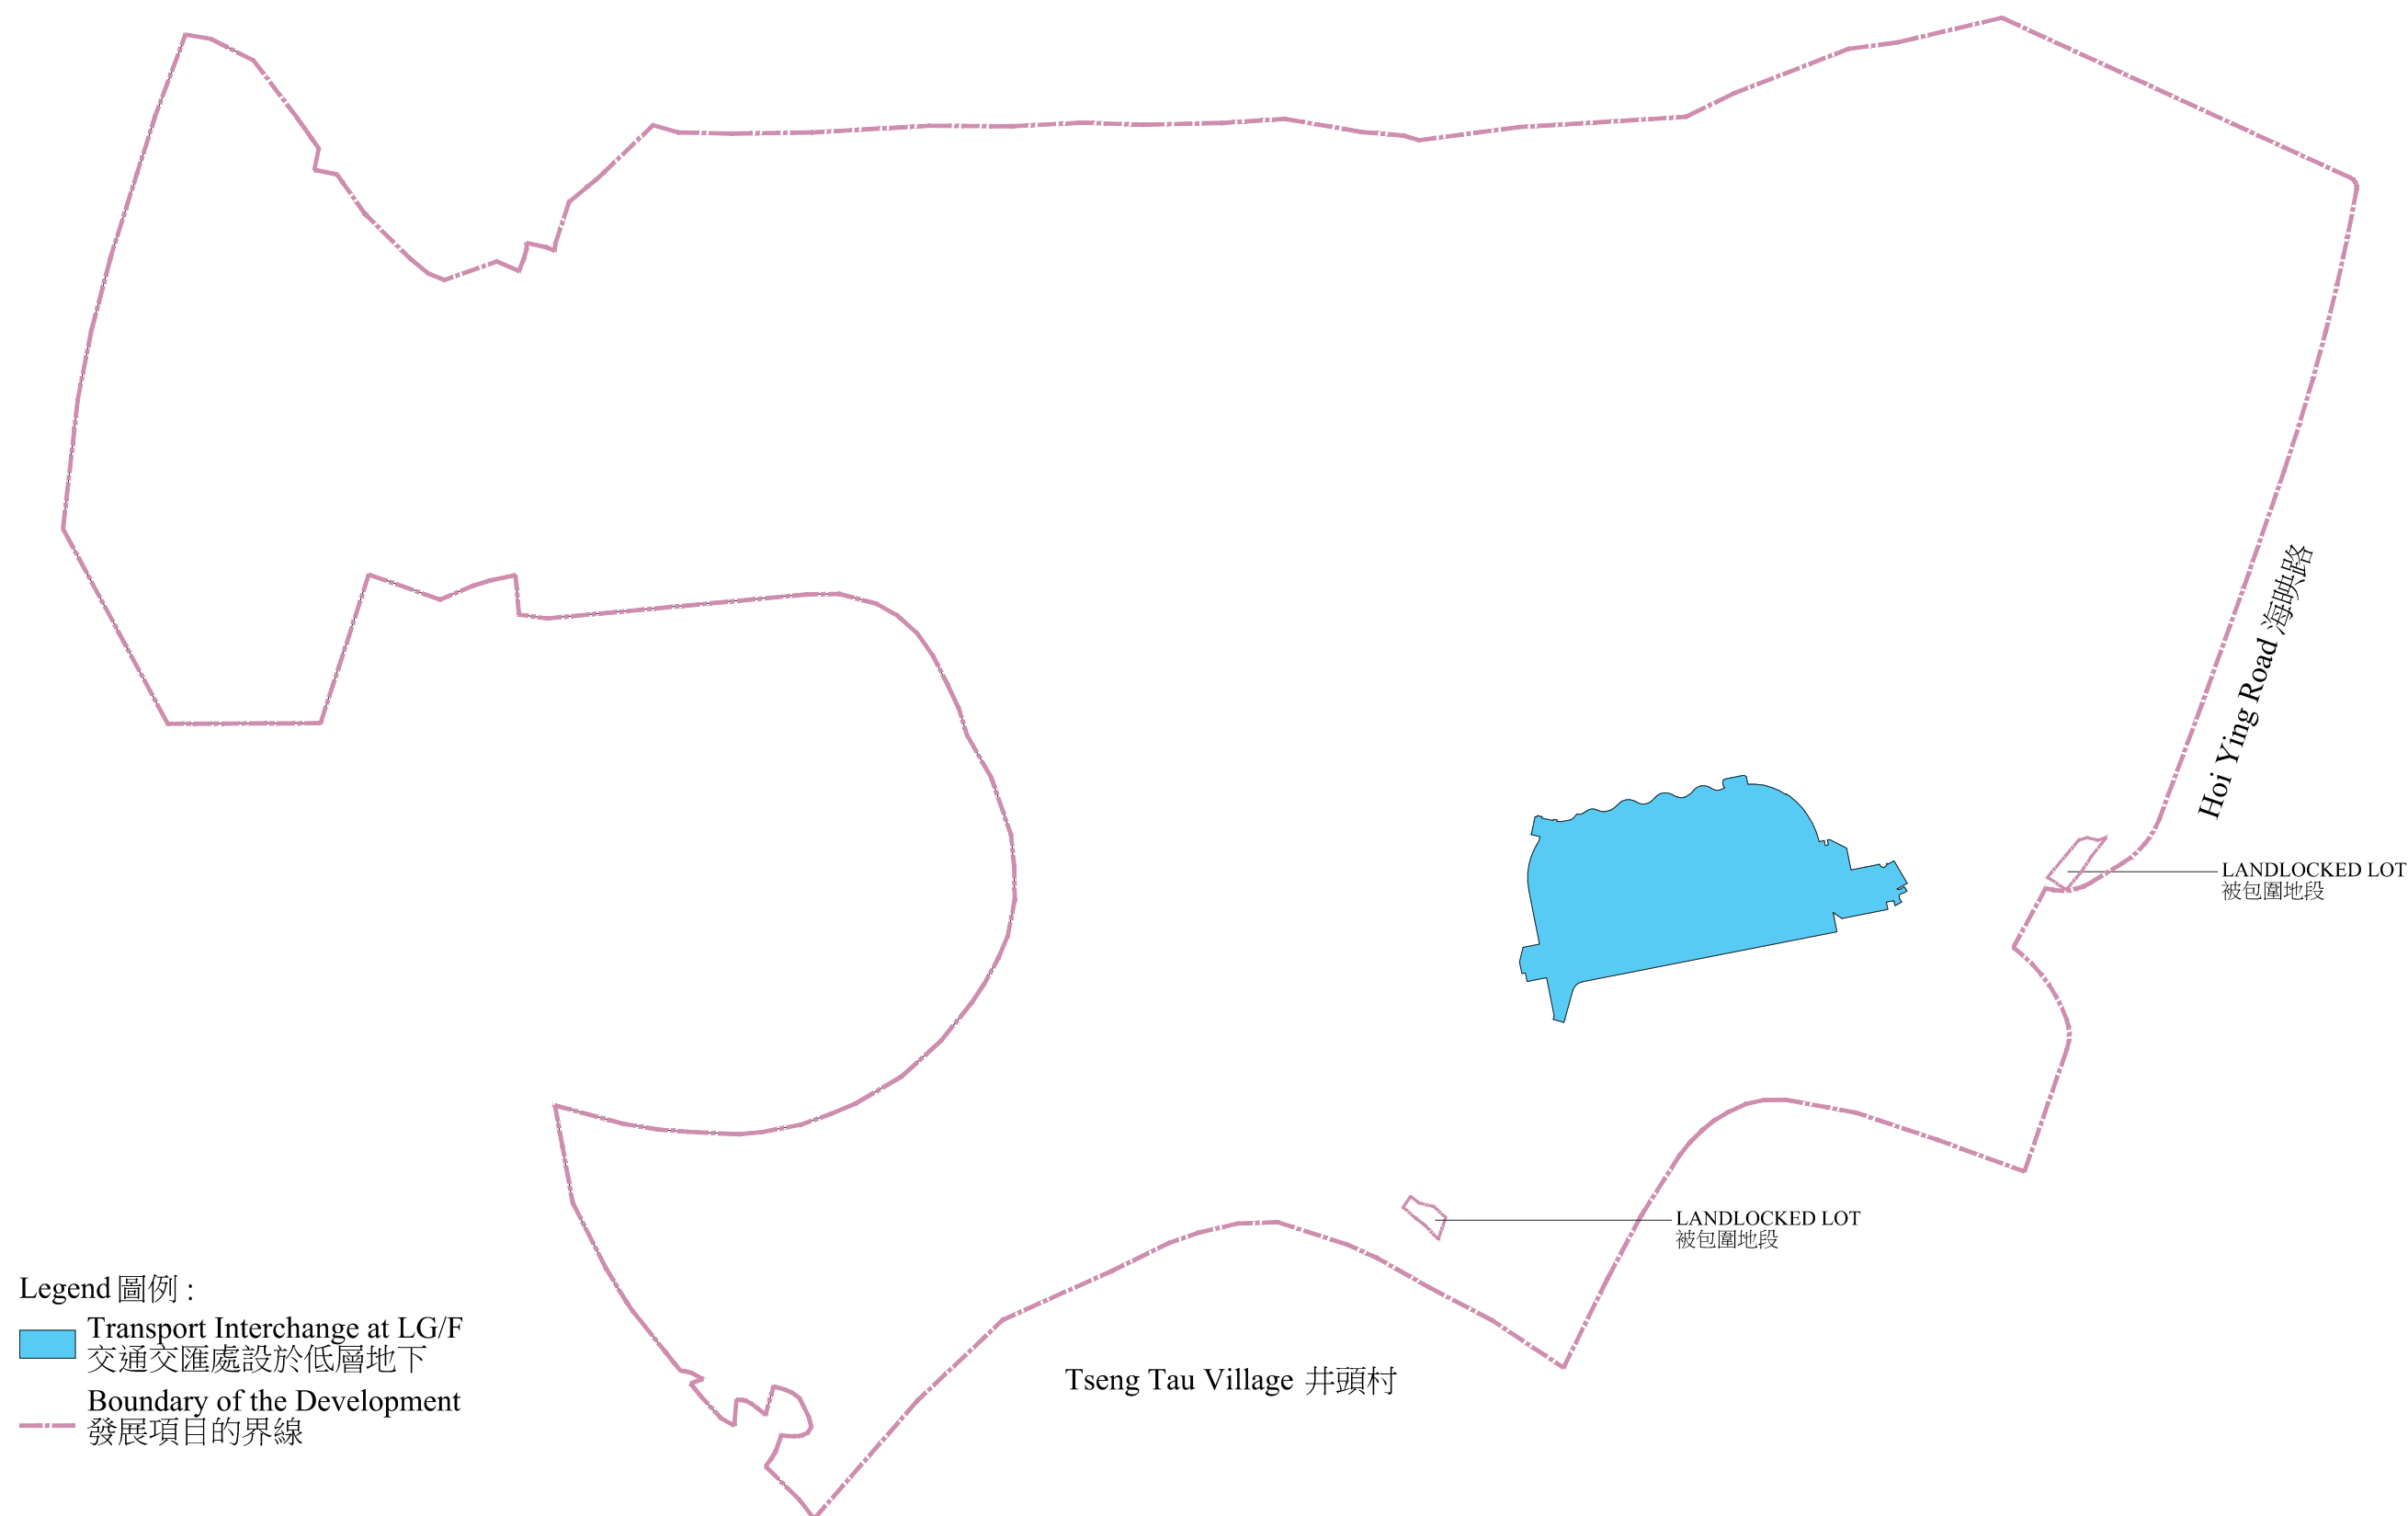 Hoi Ying Road 海映路
LANDLOCKED LOT
被包圍地段
LANDLOCKED LOT
被包圍地段
Tseng Tau Village 井頭村
Legend 圖例 :
Transport Interchange at LG/F
交通交匯處設於低層地下
Boundary of the Development
發展項目的界線